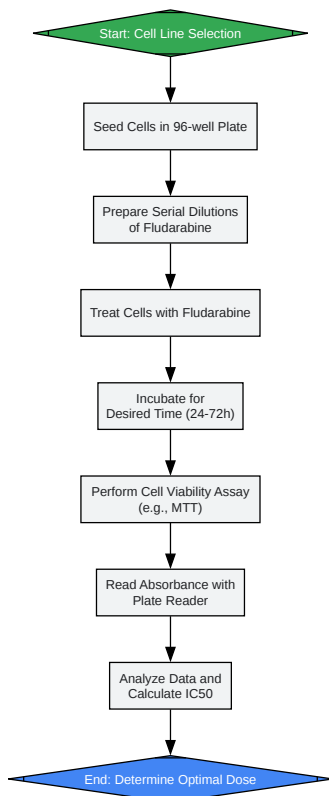 Start: Cell Line Selection
Seed Cells in 96-well Plate
Prepare Serial Dilutions
of Fludarabine
Treat Cells with Fludarabine
Incubate for
Desired Time (24-72h)
Perform Cell Viability Assay
(e.g., MTT)
Read Absorbance with
Plate Reader
Analyze Data and
Calculate IC50
End: Determine Optimal Dose